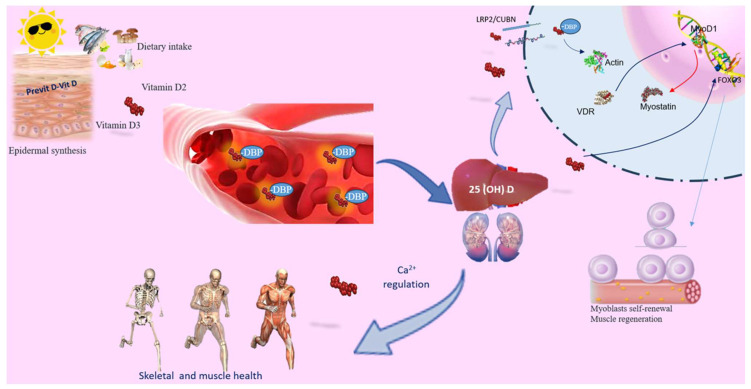 Dietary intake
Previt D-Vit D
Vitamin D2
Vitamin D3
Epidermal synthesis
-DBP
-DBP
-DBP
-DBP
25 (OH) D
LRP2/CUBN
-DBP
Actin
VDR
Myostatin
MyoD1
FOXO3
Myoblasts self-renewal
Muscle regeneration
Ca²⁺
regulation
Skeletal and muscle health